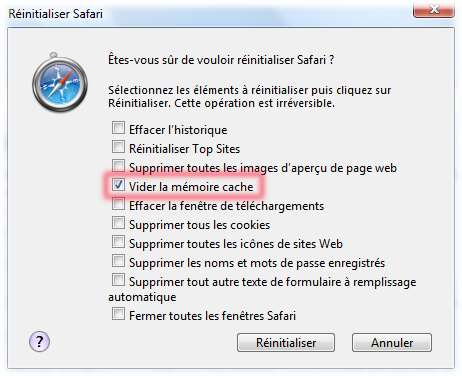 Réinitialiser Safari
Êtes-vous sûr de vouloir réinitialiser Safari ?
Sélectionnez les éléments à réinitialiser puis cliquez sur
Réinitialiser. Cette opération est irréversible.
Effacer l'historique
Réinitialiser Top Sites
Supprimer toutes les images d'aperçu de page web
Vider la mémoire cache
Effacer la fenêtre de téléchargements
Supprimer tous les cookies
Supprimer toutes les icônes de sites Web
Supprimer les noms et mots de passe enregistrés
Supprimer tout autre texte de formulaire à remplissage
automatique
Fermer toutes les fenêtres Safari
? Réinitialiser Annuler